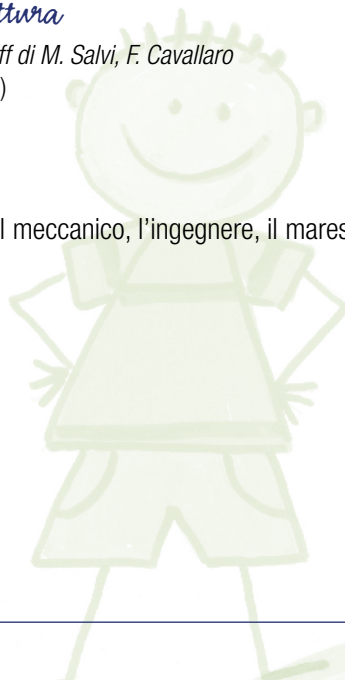 ttura
ff di M. Salvi, F. Cavallaro
)
l meccanico, l'ingegnere, il mares